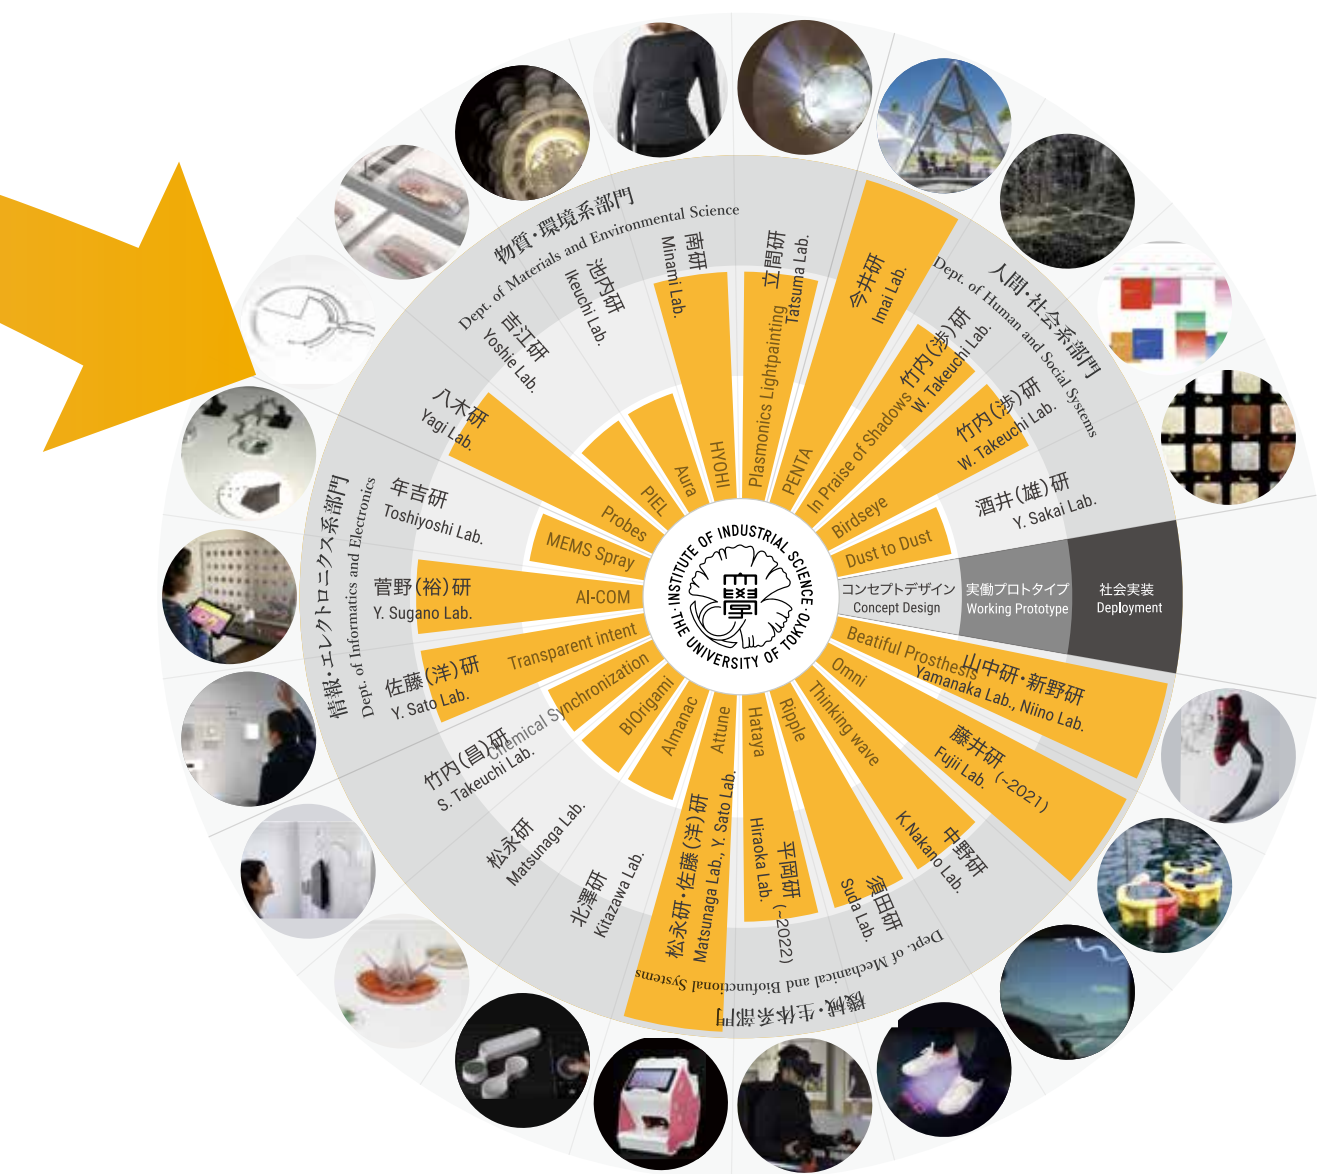 物質・環境系部門
Dept. of Materials and Environmental Science
人間・社会系部門
Dept. of Human and Social Systems
機械・生体系部門
Dept. of Mechanical and Biofunctional Systems
情報・エレクトロニクス系部門
Dept. of Informatics and Electronics
八木研
Yagi Lab.
Probes
吉江研
Yoshie Lab.
PIEL
池内研
Ikeuchi Lab.
Aura
南研
Minami Lab.
HYOHI
立間研
Tatsuma Lab.
Plasmonics Lightpainting
今井研
Imai Lab.
PENTA
竹内(渉)研
W. Takeuchi Lab.
In Praise of Shadows
竹内(渉)研
W. Takeuchi Lab.
Birdseye
酒井(雄)研
Y. Sakai Lab.
Dust to Dust
コンセプトデザイン
Concept Design
実働プロトタイプ
Working Prototype
社会実装
Deployment
山中研・新野研
Yamanaka Lab., Niino Lab.
Beatiful Prosthesis
藤井研 (~2021)
Fujii Lab.
Omni
中野研
K.Nakano Lab.
Thinking wave
須田研
Suda Lab.
Ripple
平岡研 (~2022)
Hiraoka Lab.
Hataya
松永研・佐藤(洋)研
Matsunaga Lab., Y. Sato Lab.
Attune
北澤研
Kitazawa Lab.
Almanac
松永研
Matsunaga Lab.
BIOrigami
竹内(昌)研
S. Takeuchi Lab.
Chemical Synchronization
佐藤(洋)研
Y. Sato Lab.
Transparent intent
菅野(裕)研
Y. Sugano Lab.
AI-COM
年吉研
Toshiyoshi Lab.
MEMS Spray
INSTITUTE OF INDUSTRIAL SCIENCE
THE UNIVERSITY OF TOKYO
大學